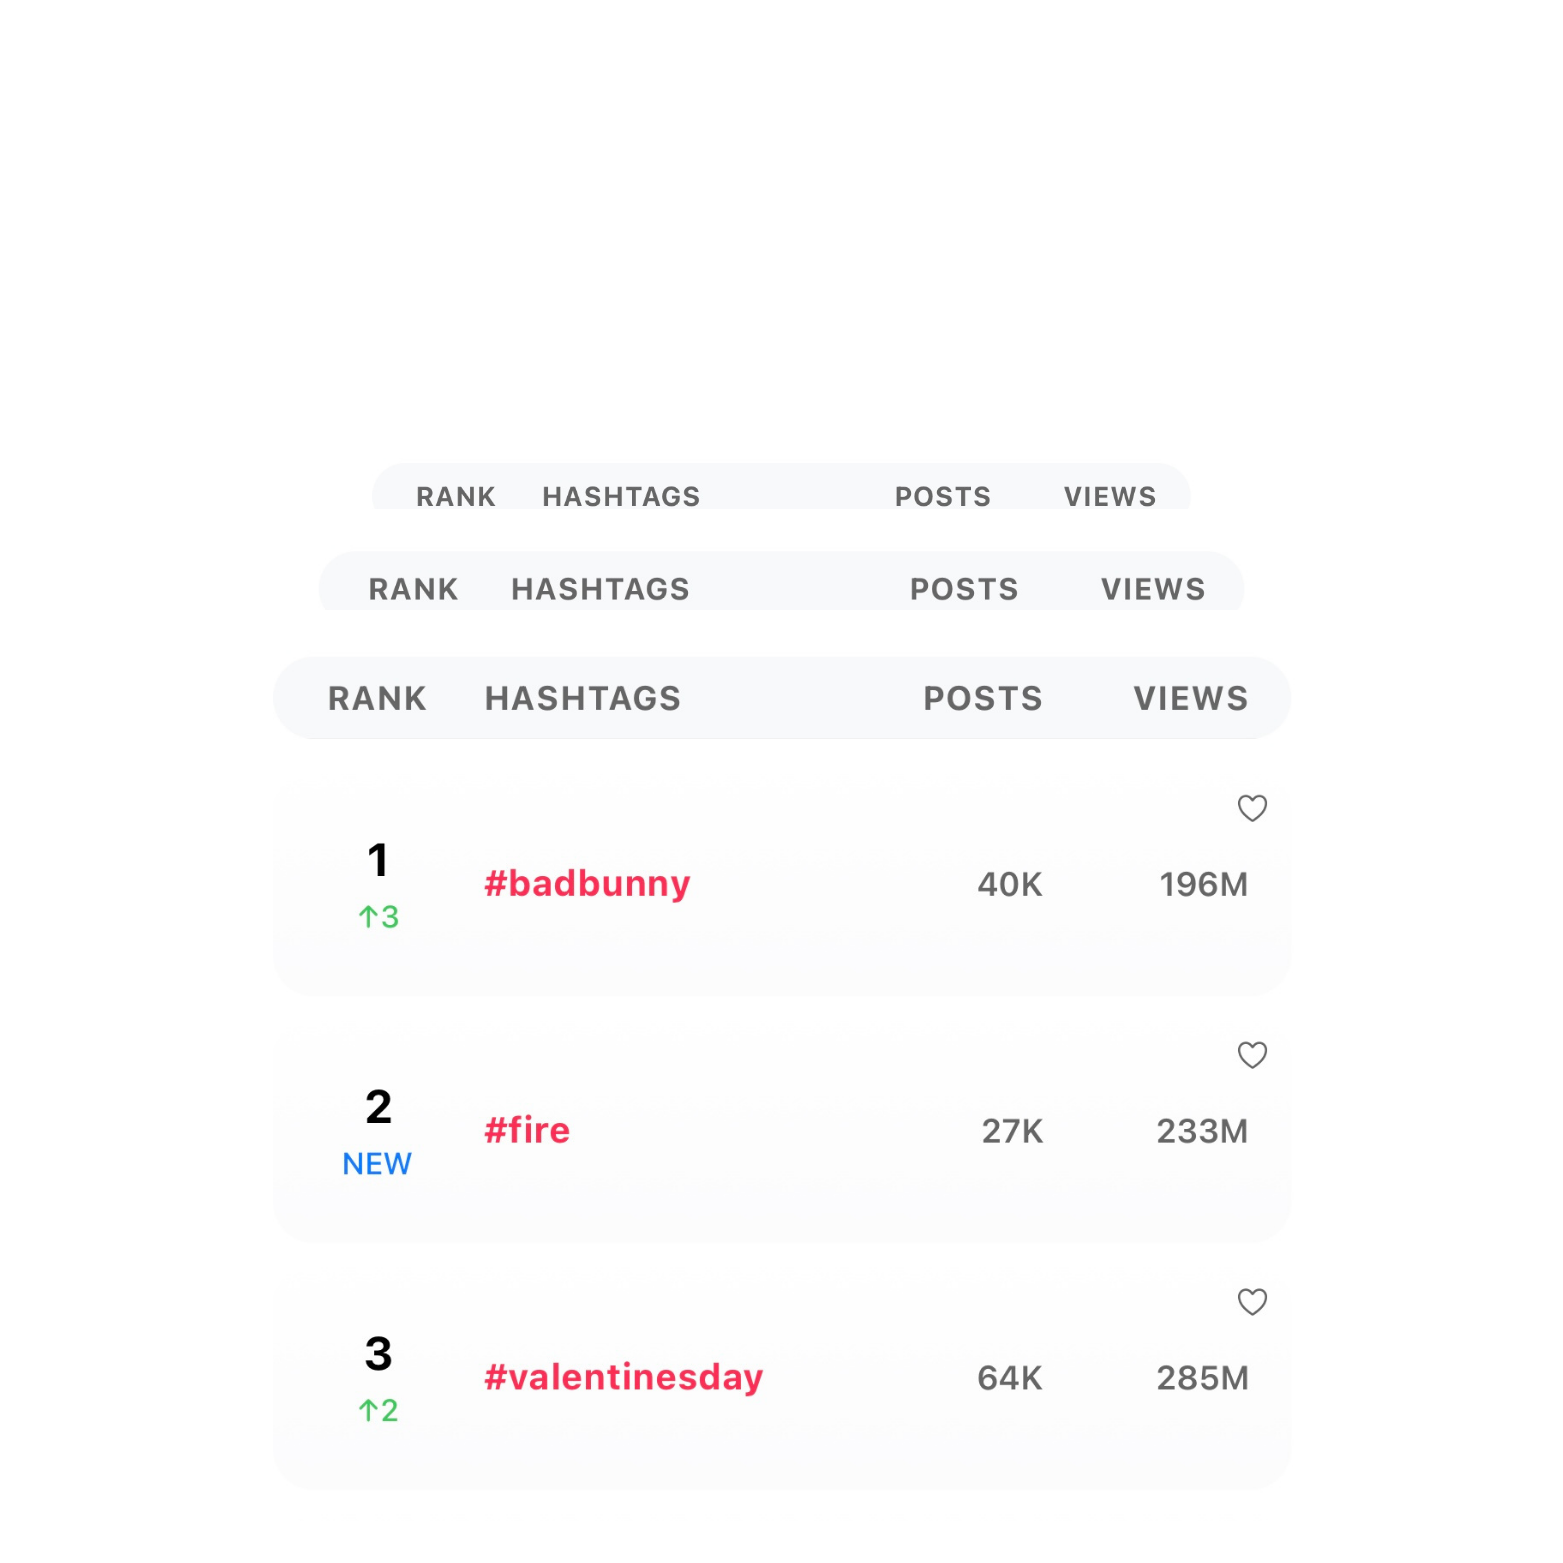 RANK HASHTAGS POSTS VIEWS
RANK HASHTAGS POSTS VIEWS
RANK HASHTAGS POSTS VIEWS
1 #badbunny 40K 196M
↑3
2 #fire 27K 233M
NEW
3 #valentinesday 64K 285M
↑2